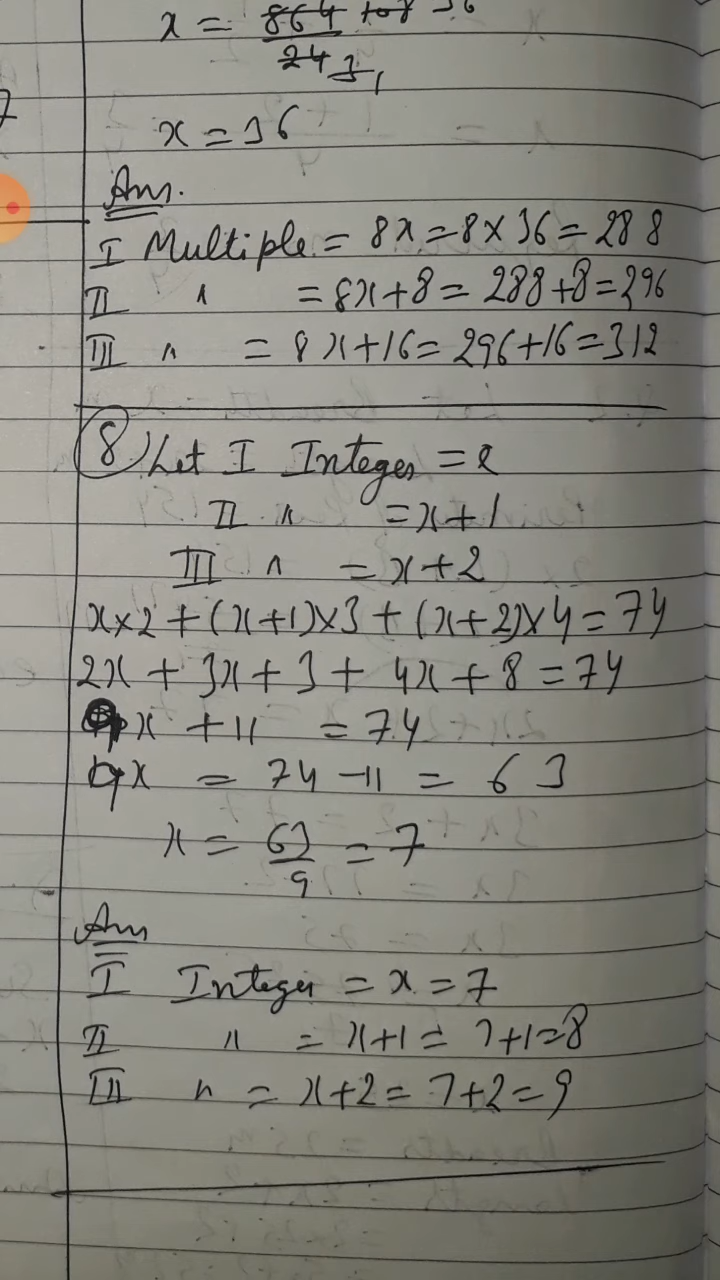 x = 864
24
x = 36
Ans.
I Multiple = 8x = 8 × 36 = 288
II " = 8x + 8 = 288 + 8 = 296
III " = 8x + 16 = 296 + 16 = 312
8 Let I Integer = x
II " = x + 1
III " = x + 2
x × 2 + (x + 1) × 3 + (x + 2) × 4 = 74
2x + 3x + 3 + 4x + 8 = 74
9x + 11 = 74
9x = 74 - 11 = 63
x = 63/9 = 7
Ans
I Integer = x = 7
II " = x + 1 = 7 + 1 = 8
III " = x + 2 = 7 + 2 = 9